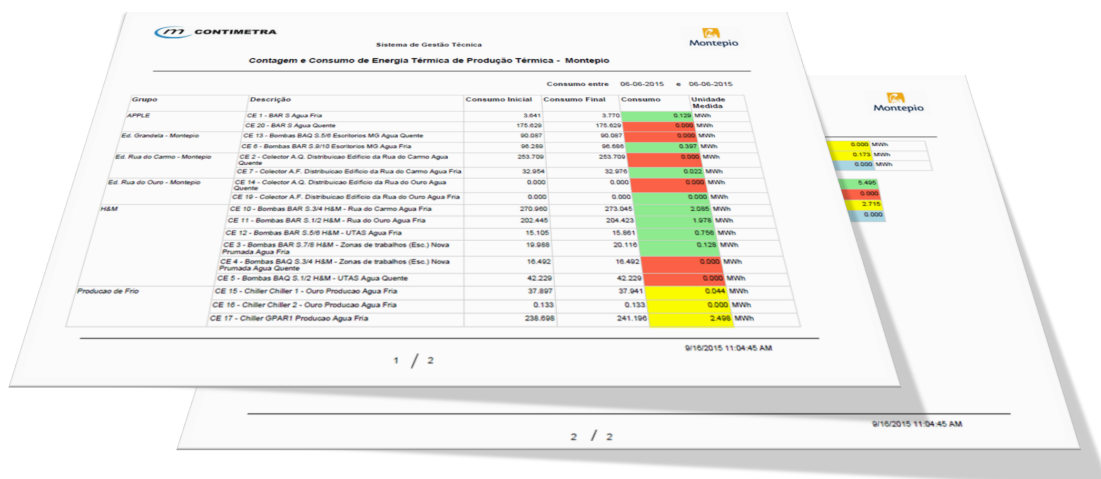 CONTIMETRA
Sistema de Gestão Técnica
Montepio
Contagem e Consumo de Energia Térmica de Produção Térmica - Montepio
Consumo entre 06-06-2015 e 06-06-2015
Grupo Descrição Consumo Inicial Consumo Final Consumo Unidade Medida
APPLE CE 1 - BAR S Agua Fria 3.641 3.770 0.129 MWh
CE 20 - BAR S Agua Quente 175.629 175.629 0.000 MWh
Ed. Grandela - Montepio CE 13 - Bombas BAQ S.5/6 Escritorios MG Agua Quente 90.087 90.087 0.000 MWh
CE 6 - Bombas BAR S.9/10 Escritorios MG Agua Fria 96.289 96.686 0.397 MWh
Ed. Rua do Carmo - Montepio CE 2 - Colector A.Q. Distribuicao Edificio da Rua do Carmo Agua Quente 253.709 253.709 0.000 MWh
CE 7 - Colector A.F. Distribuicao Edificio da Rua do Carmo Agua Fria 32.954 32.976 0.022 MWh
Ed. Rua do Ouro - Montepio CE 14 - Colector A.Q. Distribuicao Edificio da Rua do Ouro Agua Quente 0.000 0.000 0.000 MWh
CE 19 - Colector A.F. Distribuicao Edificio da Rua do Ouro Agua Fria 0.000 0.000 0.000 MWh
H&M CE 10 - Bombas BAR S.3/4 H&M - Rua do Carmo Agua Fria 270.960 273.045 2.085 MWh
CE 11 - Bombas BAR S.1/2 H&M - Rua do Ouro Agua Fria 202.445 204.423 1.978 MWh
CE 12 - Bombas BAR S.5/6 H&M - UTAS Agua Fria 15.105 15.861 0.756 MWh
CE 3 - Bombas BAR S.7/8 H&M - Zonas de trabalhos (Esc.) Nova Prumada Agua Fria 19.988 20.116 0.128 MWh
CE 4 - Bombas BAQ S.3/4 H&M - Zonas de trabalhos (Esc.) Nova Prumada Agua Quente 16.492 16.492 0.000 MWh
CE 5 - Bombas BAQ S.1/2 H&M - UTAS Agua Quente 42.229 42.229 0.000 MWh
Producao de Frio CE 15 - Chiller Chiller 1 - Ouro Producao Agua Fria 37.897 37.941 0.044 MWh
CE 16 - Chiller Chiller 2 - Ouro Producao Agua Fria 0.133 0.133 0.000 MWh
CE 17 - Chiller GPAR1 Producao Agua Fria 238.698 241.196 2.498 MWh
9/16/2015 11:04:45 AM
1 / 2
Montepio
0.000 MWh
0.173 MWh
0.000 MWh
5.495
0.000
2.715
0.000
9/16/2015 11:04:45 AM
2 / 2